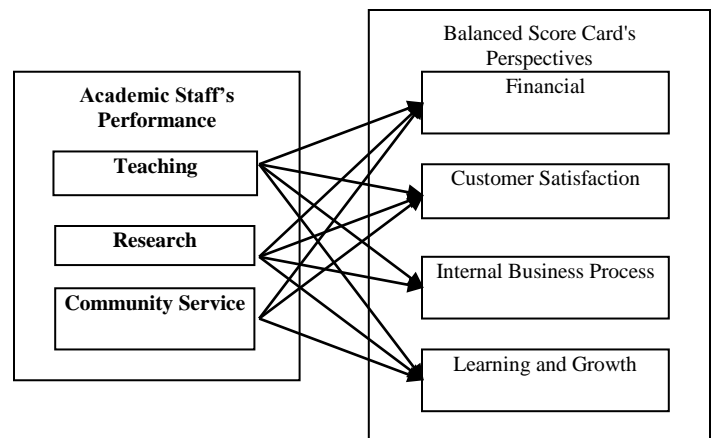 Academic Staff’s
Performance
Teaching
Research
Community Service
Balanced Score Card's
Perspectives
Financial
Customer Satisfaction
Internal Business Process
Learning and Growth